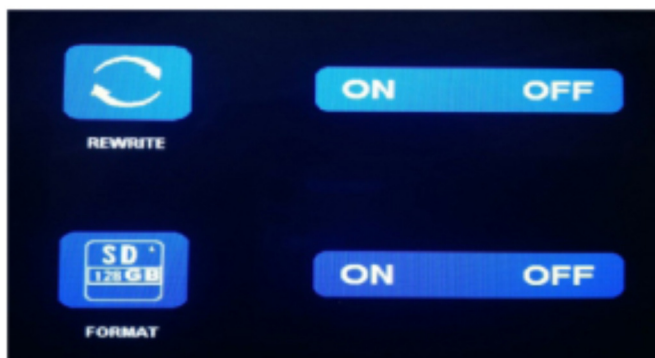 ON OFF
REWRITE
SD
128 GB
ON OFF
FORMAT